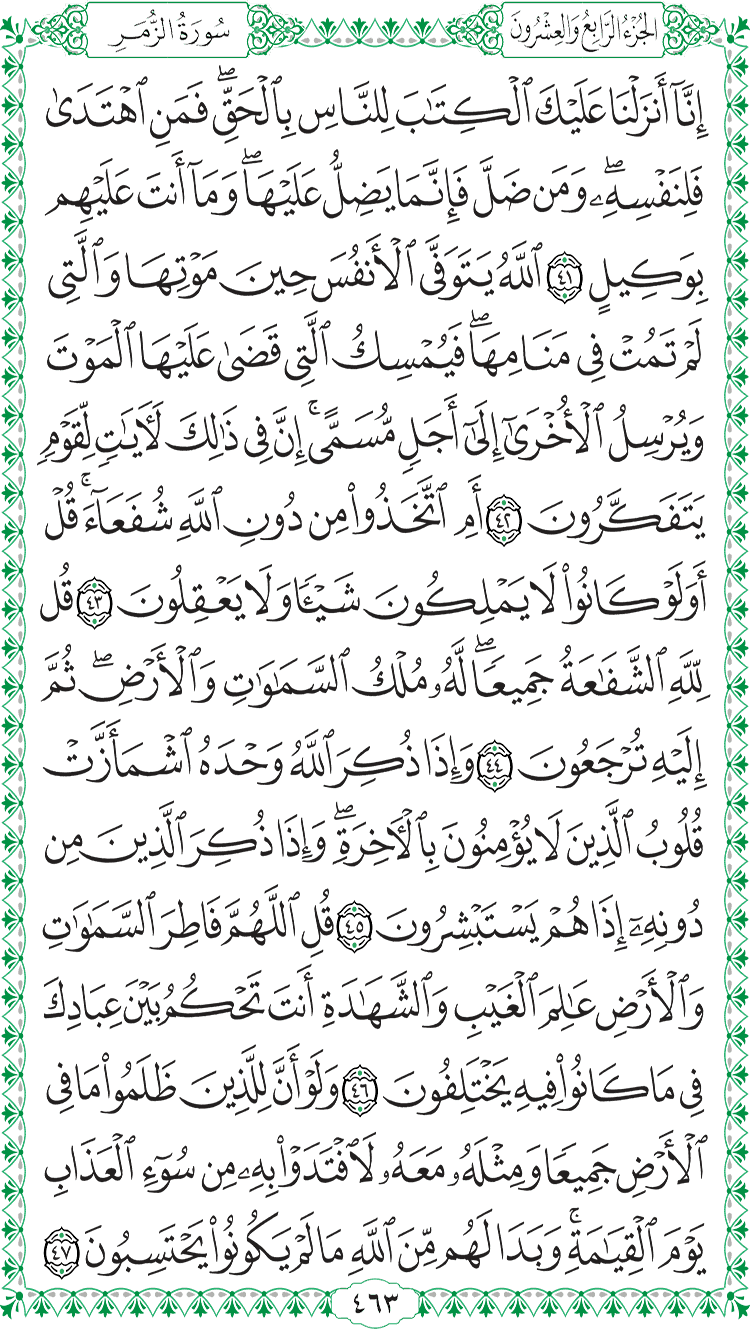 الجُزْءُ الرَّابِعُ وَالعِشْرُونَ
سُورَةُ الزُّمَرِ
إِنَّآ أَنزَلْنَا عَلَيْكَ ٱلْكِتَـٰبَ لِلنَّاسِ بِٱلْحَقِّ ۖ فَمَنِ ٱهْتَدَىٰ
فَلِنَفْسِهِۦ ۖ وَمَن ضَلَّ فَإِنَّمَا يَضِلُّ عَلَيْهَا ۖ وَمَآ أَنتَ عَلَيْهِم
بِوَكِيلٍ ٤١ ٱللَّهُ يَتَوَفَّى ٱلْأَنفُسَ حِينَ مَوْتِهَا وَٱلَّتِى
لَمْ تَمُتْ فِى مَنَامِهَا ۖ فَيُمْسِكُ ٱلَّتِى قَضَىٰ عَلَيْهَا ٱلْمَوْتَ
وَيُرْسِلُ ٱلْأُخْرَىٰٓ إِلَىٰٓ أَجَلٍ مُّسَمًّى ۚ إِنَّ فِى ذَٰلِكَ لَـَٔايَـٰتٍ لِّقَوْمٍ
يَتَفَكَّرُونَ ٤٢ أَمِ ٱتَّخَذُوا۟ مِن دُونِ ٱللَّهِ شُفَعَآءَ ۚ قُلْ
أَوَلَوْ كَانُوا۟ لَا يَمْلِكُونَ شَيْـًٔا وَلَا يَعْقِلُونَ ٤٣ قُل
لِّلَّهِ ٱلشَّفَـٰعَةُ جَمِيعًا ۖ لَّهُۥ مُلْكُ ٱلسَّمَـٰوَٰتِ وَٱلْأَرْضِ ۖ ثُمَّ
إِلَيْهِ تُرْجَعُونَ ٤٤ وَإِذَا ذُكِرَ ٱللَّهُ وَحْدَهُ ٱشْمَأَزَّتْ
قُلُوبُ ٱلَّذِينَ لَا يُؤْمِنُونَ بِٱلْـَٔاخِرَةِ ۖ وَإِذَا ذُكِرَ ٱلَّذِينَ مِن
دُونِهِۦٓ إِذَا هُمْ يَسْتَبْشِرُونَ ٤٥ قُلِ ٱللَّهُمَّ فَاطِرَ ٱلسَّمَـٰوَٰتِ
وَٱلْأَرْضِ عَـٰلِمَ ٱلْغَيْبِ وَٱلشَّهَـٰدَةِ أَنتَ تَحْكُمُ بَيْنَ عِبَادِكَ
فِى مَا كَانُوا۟ فِيهِ يَخْتَلِفُونَ ٤٦ وَلَوْ أَنَّ لِلَّذِينَ ظَلَمُوا۟ مَا فِى
ٱلْأَرْضِ جَمِيعًا وَمِثْلَهُۥ مَعَهُۥ لَٱفْتَدَوْا۟ بِهِۦ مِن سُوٓءِ ٱلْعَذَابِ
يَوْمَ ٱلْقِيَـٰمَةِ ۚ وَبَدَا لَهُم مِّنَ ٱللَّهِ مَا لَمْ يَكُونُوا۟ يَحْتَسِبُونَ ٤٧
٤٦٣